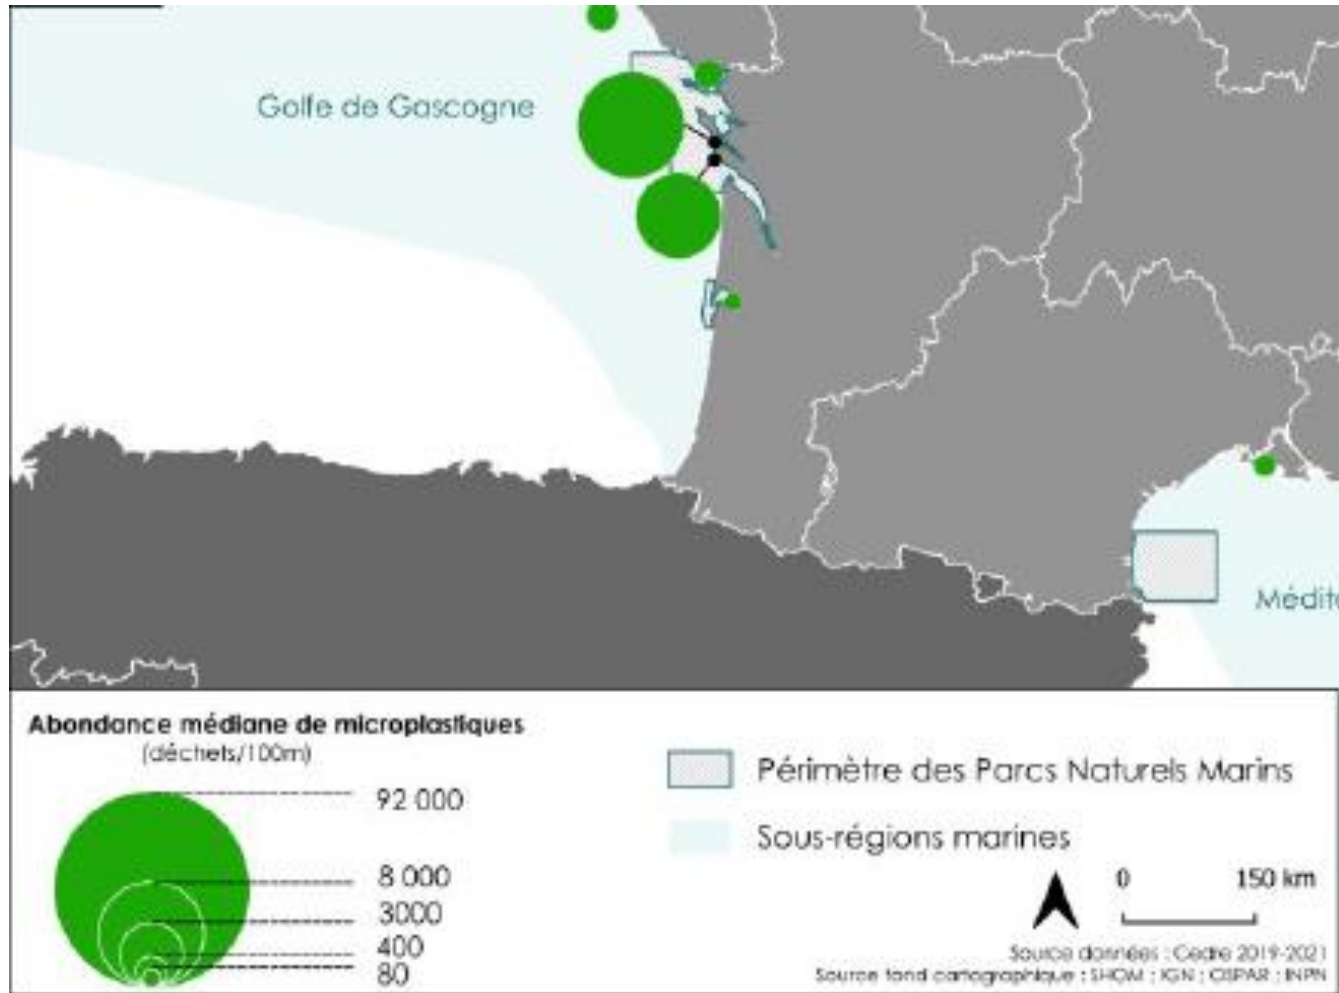 Golfe de Gascogne
Médite
Abondance médiane de microplastiques
(déchets/100m)
92 000
8 000
3000
400
80
Périmètre des Parcs Naturels Marins
Sous-régions marines
0 150 km
Source données : Cedre 2019-2021
Source fond cartographique : SHOM ; IGN ; OSPAR ; INPN